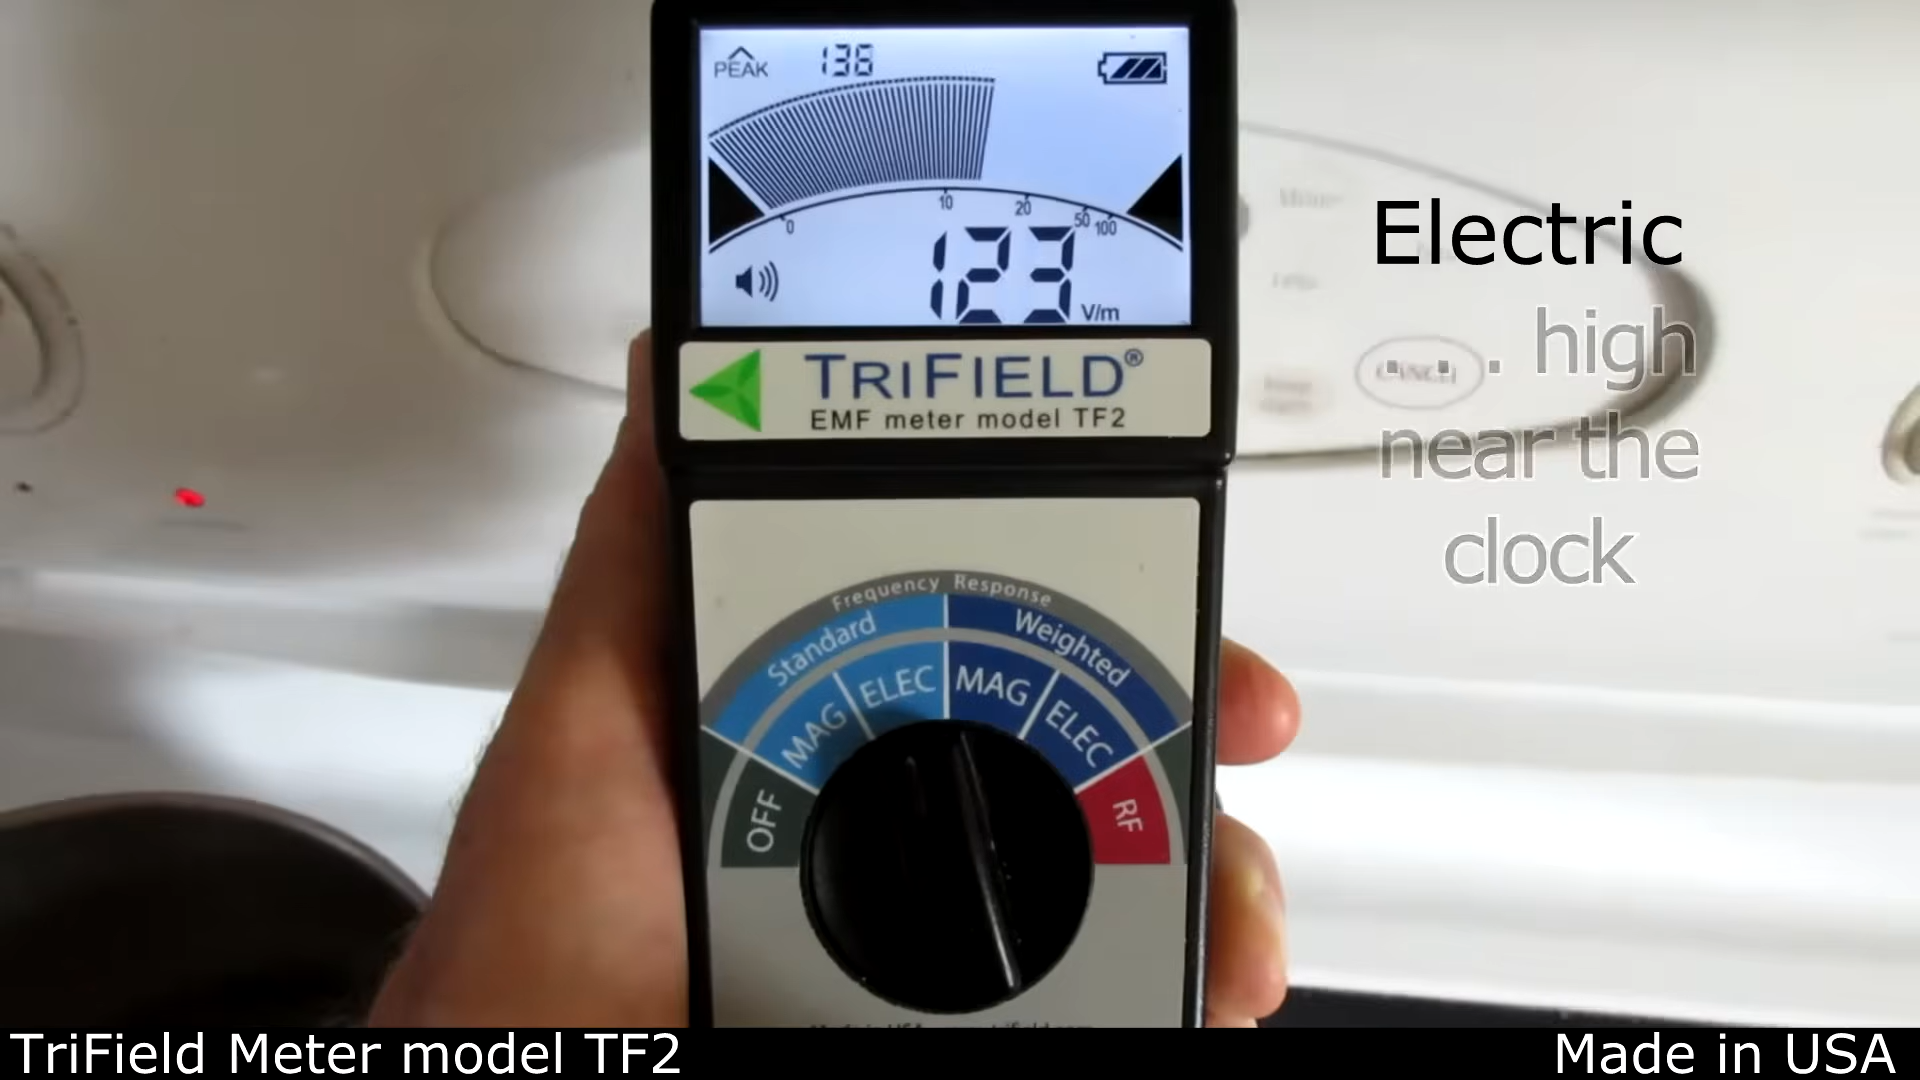 PEAK 138
0 10 20 50 100
123 V/m
TRIFIELD®
EMF meter model TF2
Frequency Response
Standard Weighted
OFF MAG ELEC MAG ELEC RF
Electric
. . . high
near the
clock
CANCEL
TriField Meter model TF2
Made in USA